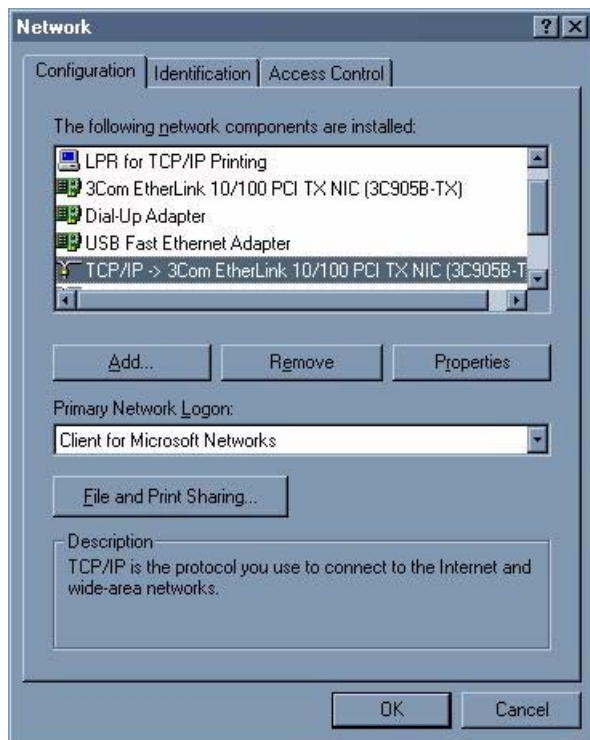 Network
Configuration Identification Access Control
The following network components are installed:
LPR for TCP/IP Printing
3Com EtherLink 10/100 PCI TX NIC (3C905B-TX)
Dial-Up Adapter
USB Fast Ethernet Adapter
TCP/IP -> 3Com EtherLink 10/100 PCI TX NIC (3C905B-T
Add... Remove Properties
Primary Network Logon:
Client for Microsoft Networks
File and Print Sharing...
Description
TCP/IP is the protocol you use to connect to the Internet and
wide-area networks.
OK Cancel